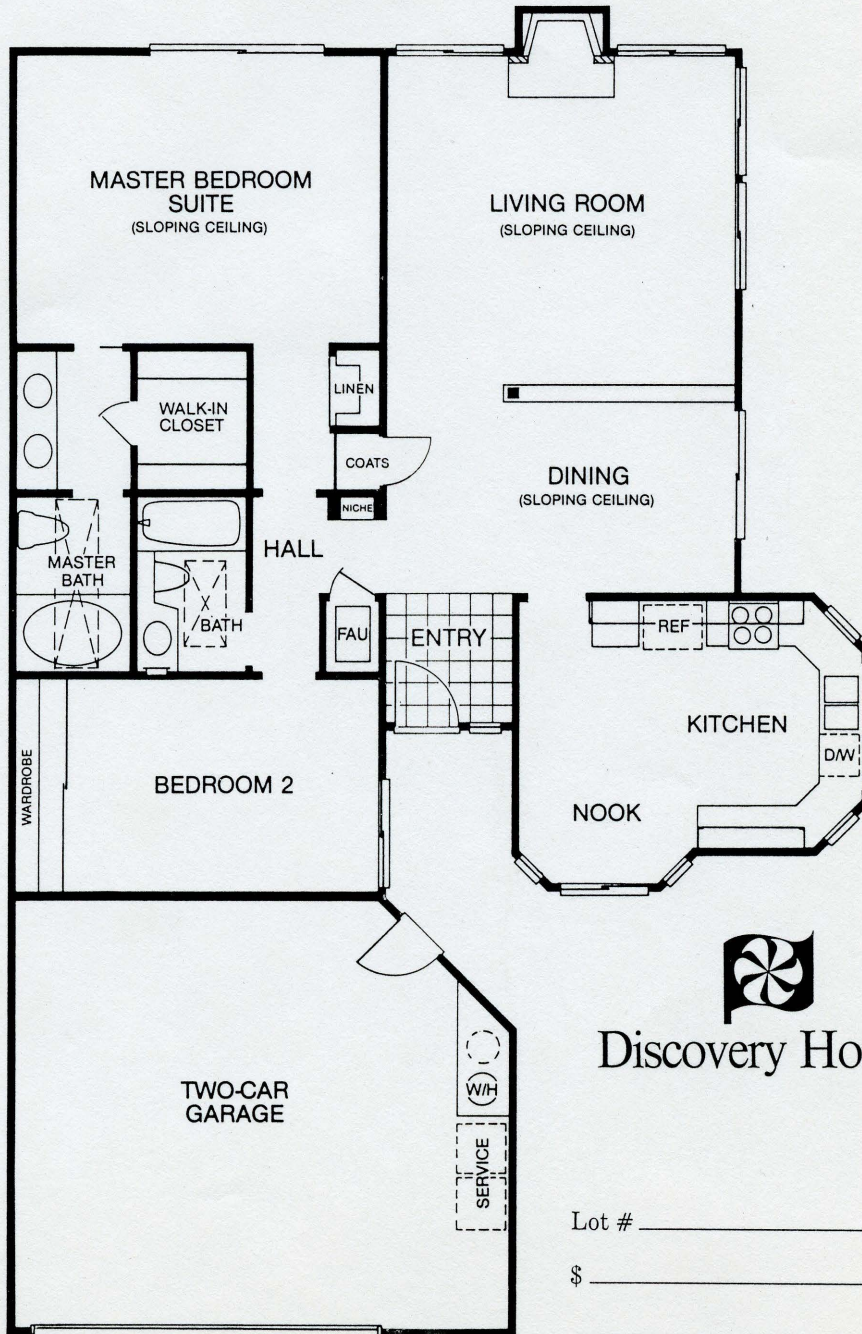 MASTER BEDROOM
SUITE
(SLOPING CEILING)
LIVING ROOM
(SLOPING CEILING)
LINEN
WALK-IN
CLOSET
COATS
DINING
(SLOPING CEILING)
NICHE
HALL
MASTER
BATH
BATH
FAU
ENTRY
REF
KITCHEN
D/W
WARDROBE
BEDROOM 2
NOOK
Discovery Ho
TWO-CAR
GARAGE
W/H
SERVICE
Lot #
$